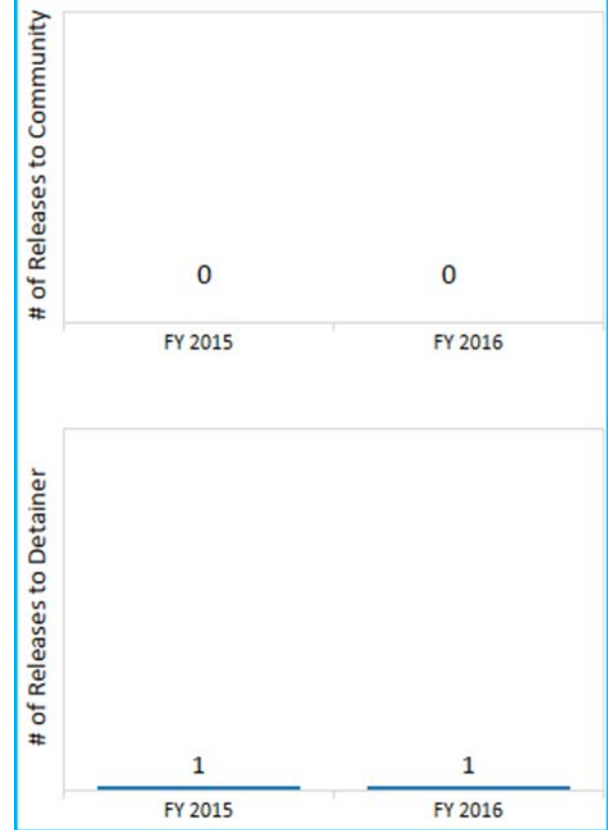 # of Releases to Community
0 0
FY 2015 FY 2016
# of Releases to Detainer
1 1
FY 2015 FY 2016